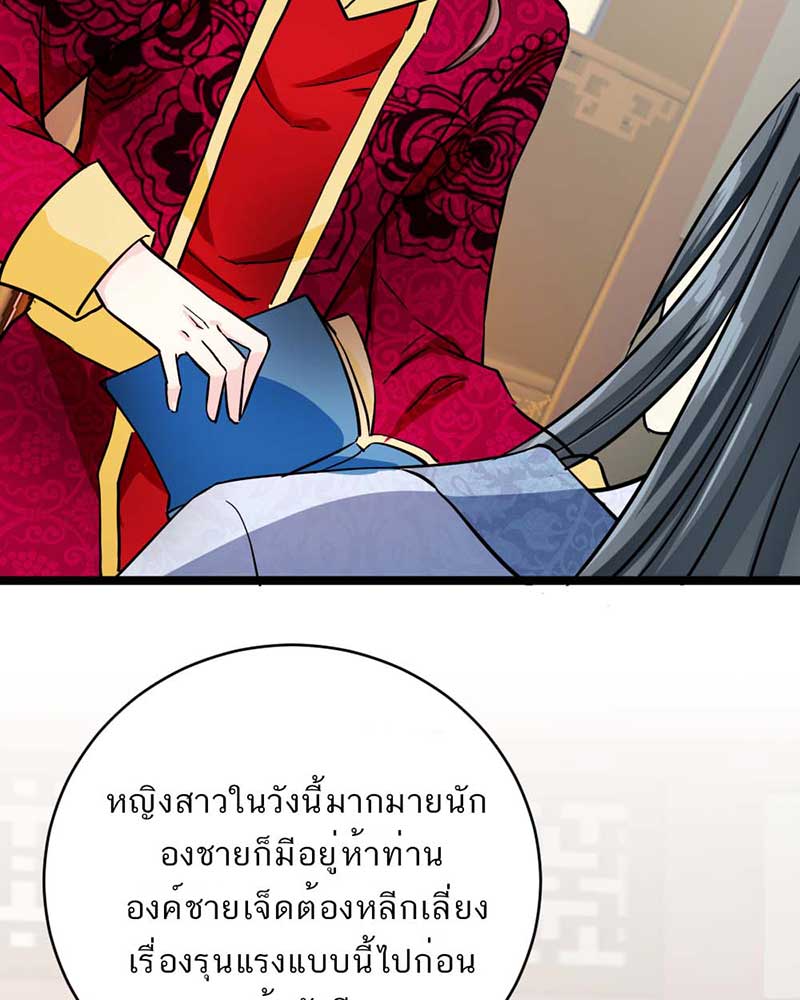 หญิงสาวในวังนี้มากมายนัก
องชายก็มีอยู่ห้าท่าน
องค์ชายเจ็ดต้องหลีกเลี่ยง
เรื่องรุนแรงแบบนี้ไปก่อน